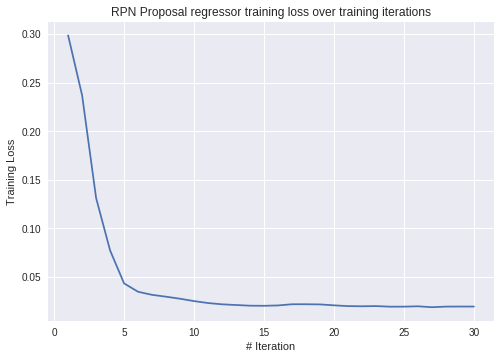 RPN Proposal regressor training loss over training iterations
0.30
0.25
0.20
0.15
0.10
0.05
Training Loss
0 5 10 15 20 25 30
# Iteration